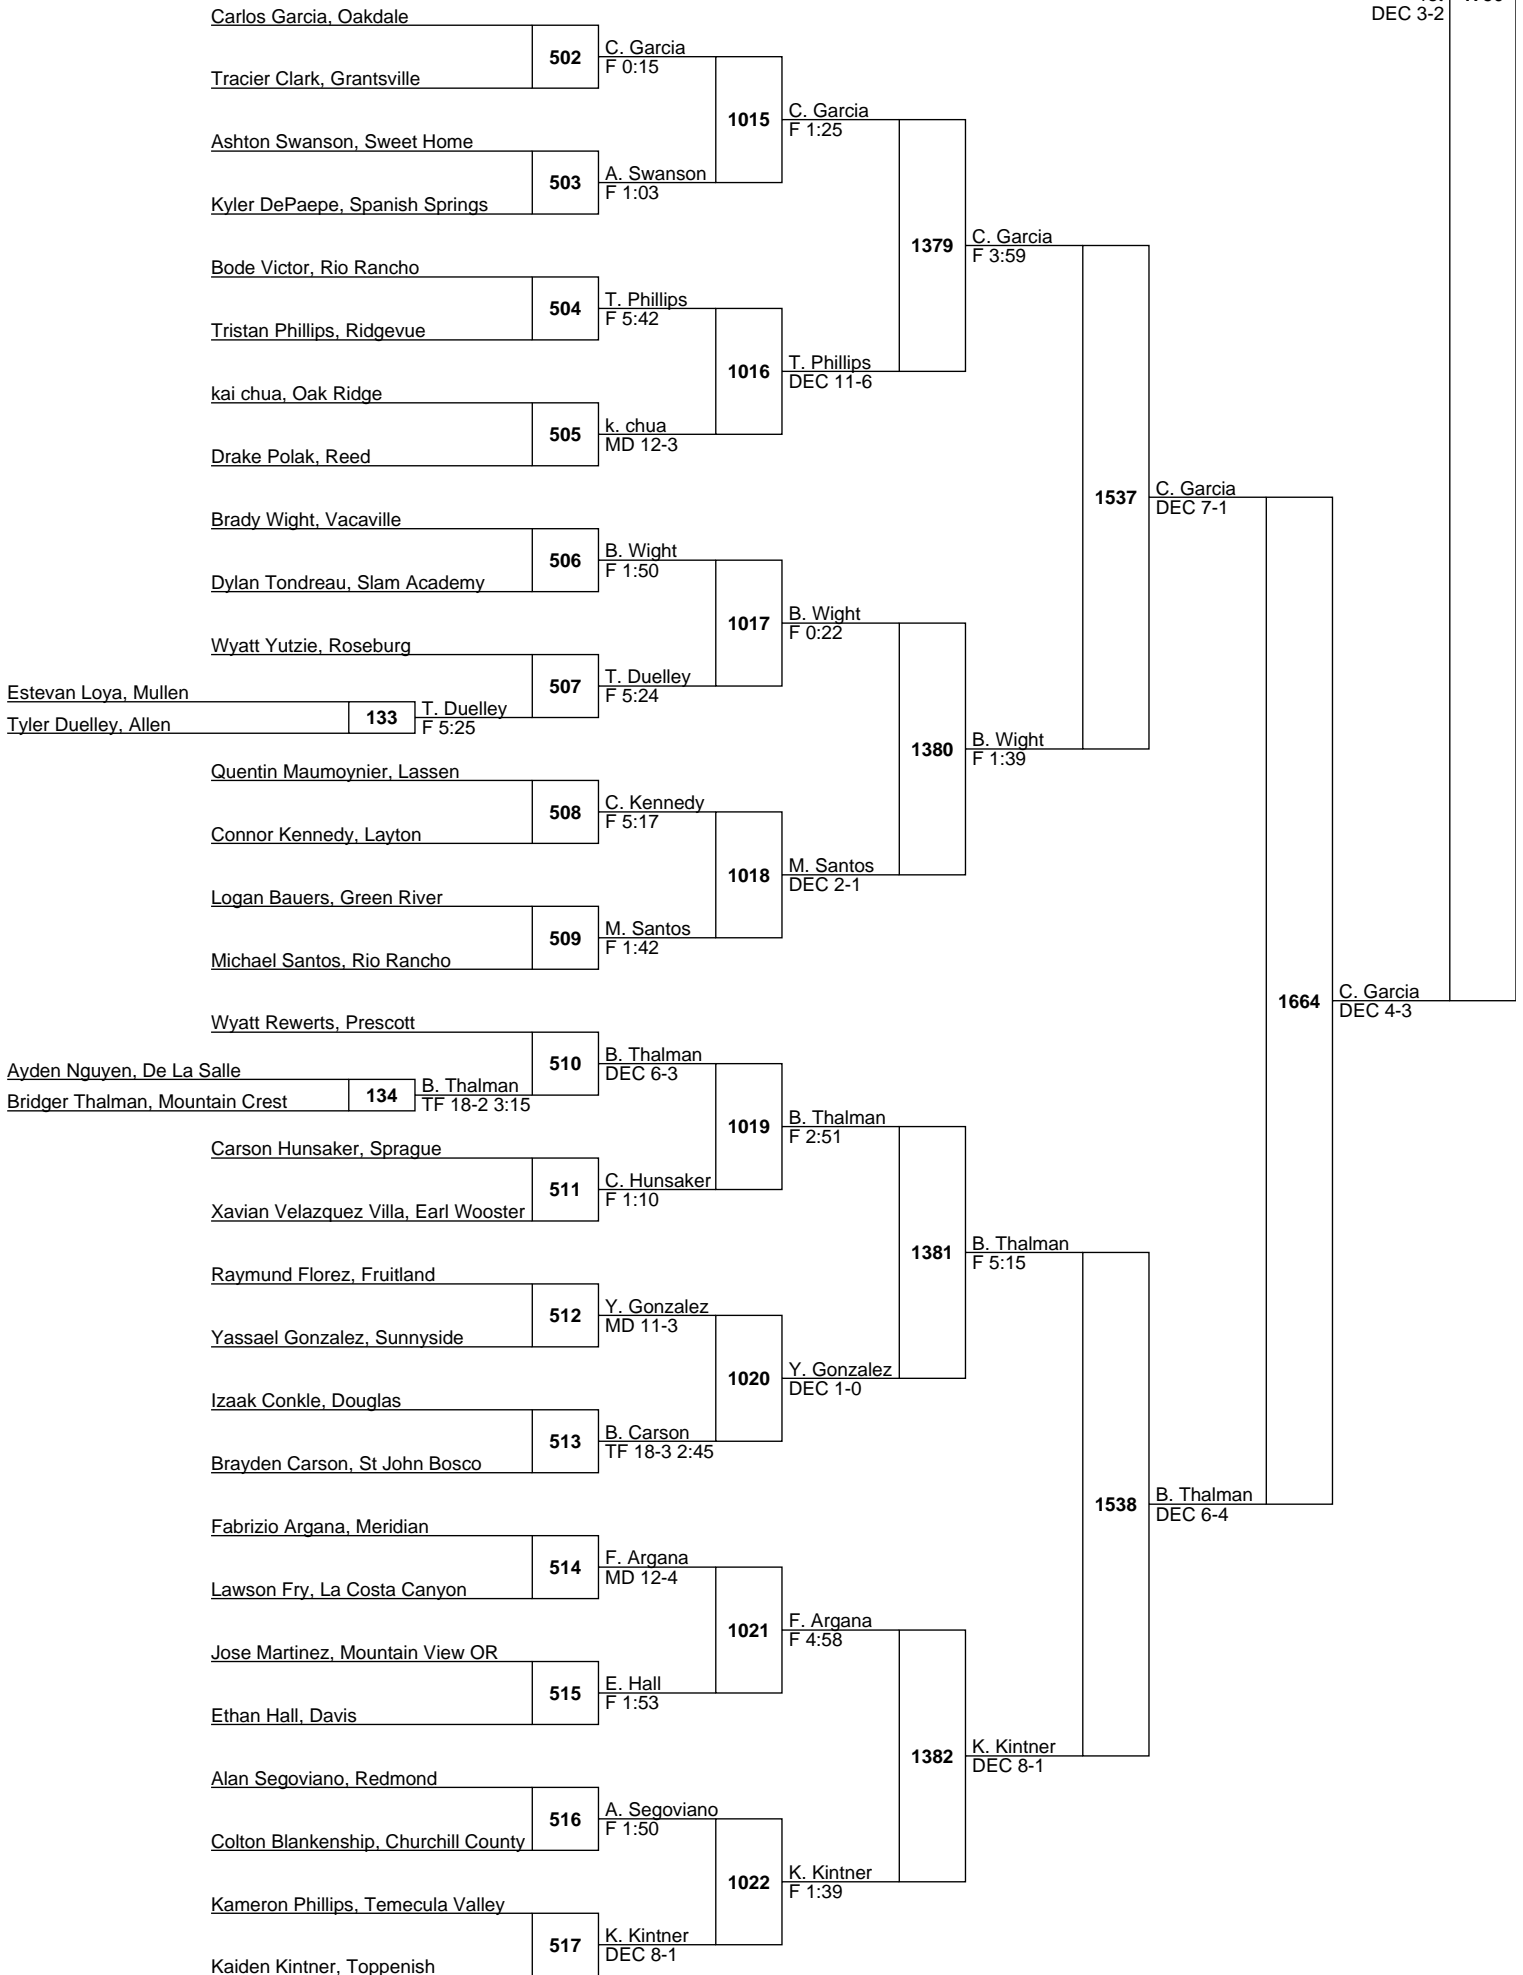 DEC 3-2
Carlos Garcia, Oakdale
502
C. Garcia
F 0:15
Tracier Clark, Grantsville
1015
C. Garcia
F 1:25
Ashton Swanson, Sweet Home
503
A. Swanson
F 1:03
Kyler DePaepe, Spanish Springs
1379
C. Garcia
F 3:59
Bode Victor, Rio Rancho
504
T. Phillips
F 5:42
Tristan Phillips, Ridgevue
1016
T. Phillips
DEC 11-6
kai chua, Oak Ridge
505
k. chua
MD 12-3
Drake Polak, Reed
1537
C. Garcia
DEC 7-1
Brady Wight, Vacaville
506
B. Wight
F 1:50
Dylan Tondreau, Slam Academy
1017
B. Wight
F 0:22
Wyatt Yutzie, Roseburg
507
T. Duelley
F 5:24
Estevan Loya, Mullen
133
T. Duelley
F 5:25
Tyler Duelley, Allen
1380
B. Wight
F 1:39
Quentin Maumoynier, Lassen
508
C. Kennedy
F 5:17
Connor Kennedy, Layton
1018
M. Santos
DEC 2-1
Logan Bauers, Green River
509
M. Santos
F 1:42
Michael Santos, Rio Rancho
1664
C. Garcia
DEC 4-3
Wyatt Rewerts, Prescott
510
B. Thalman
DEC 6-3
Ayden Nguyen, De La Salle
134
B. Thalman
TF 18-2 3:15
Bridger Thalman, Mountain Crest
1019
B. Thalman
F 2:51
Carson Hunsaker, Sprague
511
C. Hunsaker
F 1:10
Xavian Velazquez Villa, Earl Wooster
1381
B. Thalman
F 5:15
Raymund Florez, Fruitland
512
Y. Gonzalez
MD 11-3
Yassael Gonzalez, Sunnyside
1020
Y. Gonzalez
DEC 1-0
Izaak Conkle, Douglas
513
B. Carson
TF 18-3 2:45
Brayden Carson, St John Bosco
1538
B. Thalman
DEC 6-4
Fabrizio Argana, Meridian
514
F. Argana
MD 12-4
Lawson Fry, La Costa Canyon
1021
F. Argana
F 4:58
Jose Martinez, Mountain View OR
515
E. Hall
F 1:53
Ethan Hall, Davis
1382
K. Kintner
DEC 8-1
Alan Segoviano, Redmond
516
A. Segoviano
F 1:50
Colton Blankenship, Churchill County
1022
K. Kintner
F 1:39
Kameron Phillips, Temecula Valley
517
K. Kintner
DEC 8-1
Kaiden Kintner, Toppenish